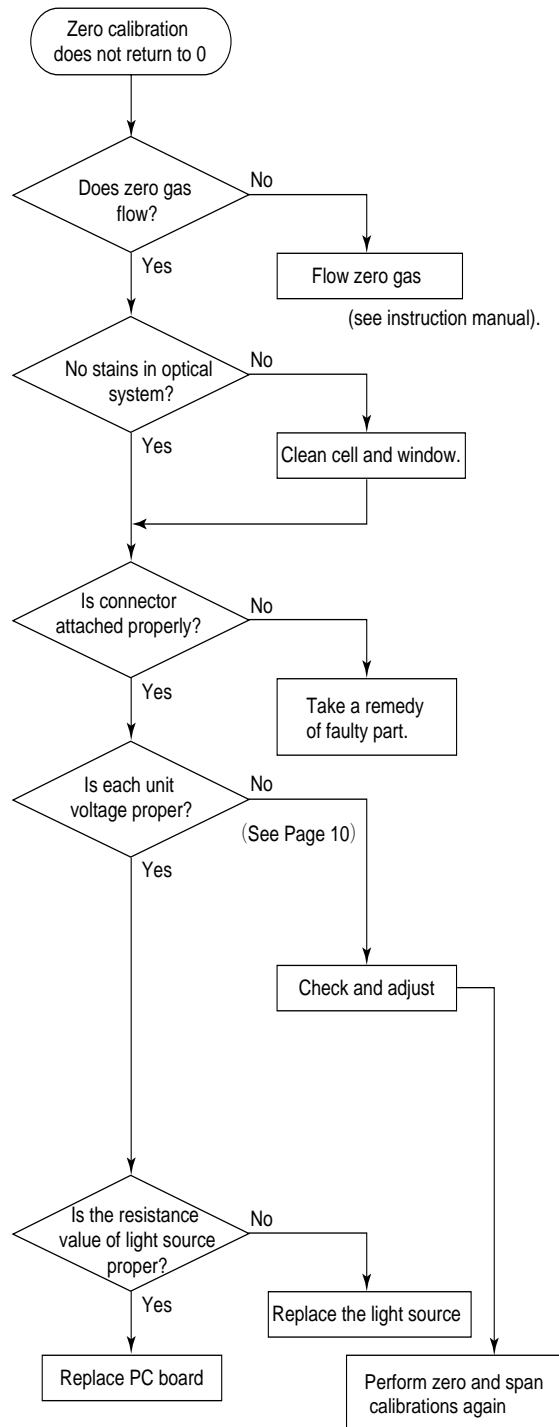 Zero calibration
does not return to 0
Does zero gas
flow?
No
Yes
Flow zero gas
(see instruction manual).
No stains in optical
system?
No
Yes
Clean cell and window.
Is connector
attached properly?
No
Yes
Take a remedy
of faulty part.
Is each unit
voltage proper?
No
(See Page 10)
Yes
Check and adjust
Is the resistance
value of light source
proper?
No
Yes
Replace the light source
Replace PC board
Perform zero and span
calibrations again